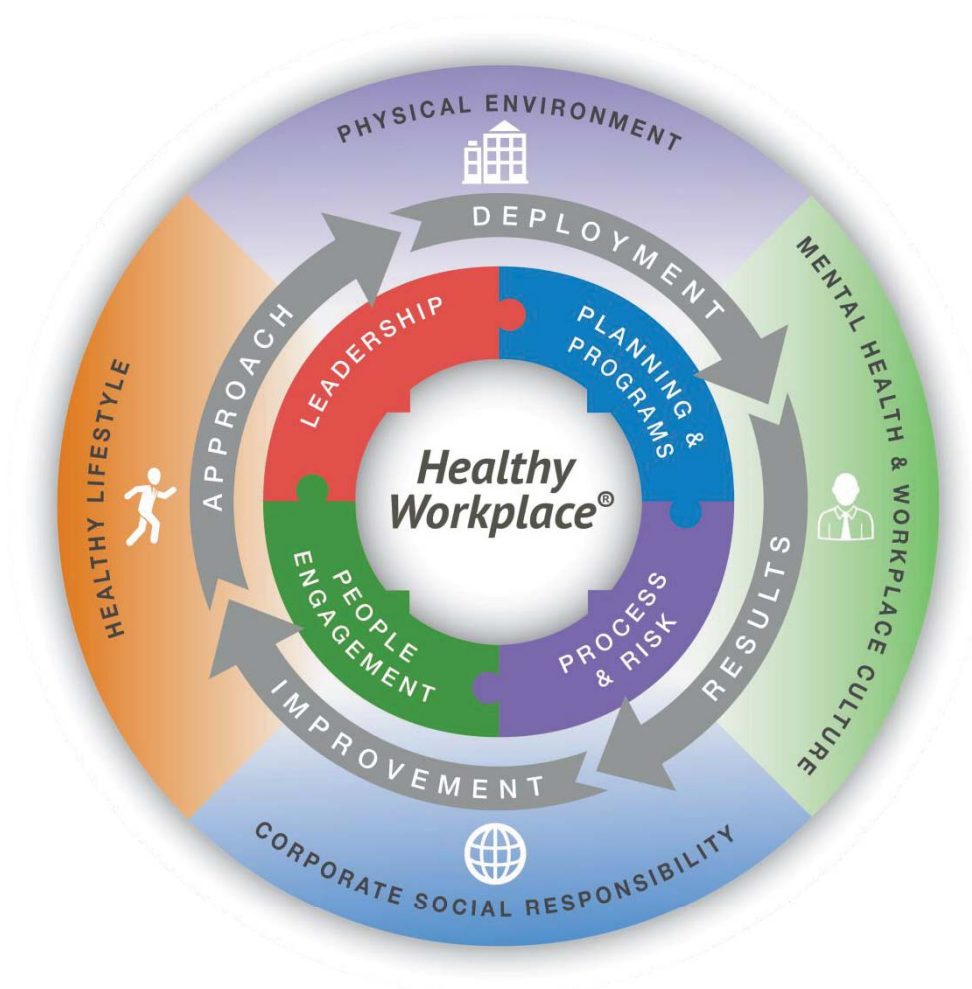 PHYSICAL ENVIRONMENT
DEPLOYMENT
MENTAL HEALTH & WORKPLACE CULTURE
RESULTS
CORPORATE SOCIAL RESPONSIBILITY
IMPROVEMENT
HEALTHY LIFESTYLE
APPROACH
LEADERSHIP
PLANNING &
PROGRAMS
PROCESS
& RISK
PEOPLE
ENGAGEMENT
Healthy
Workplace®